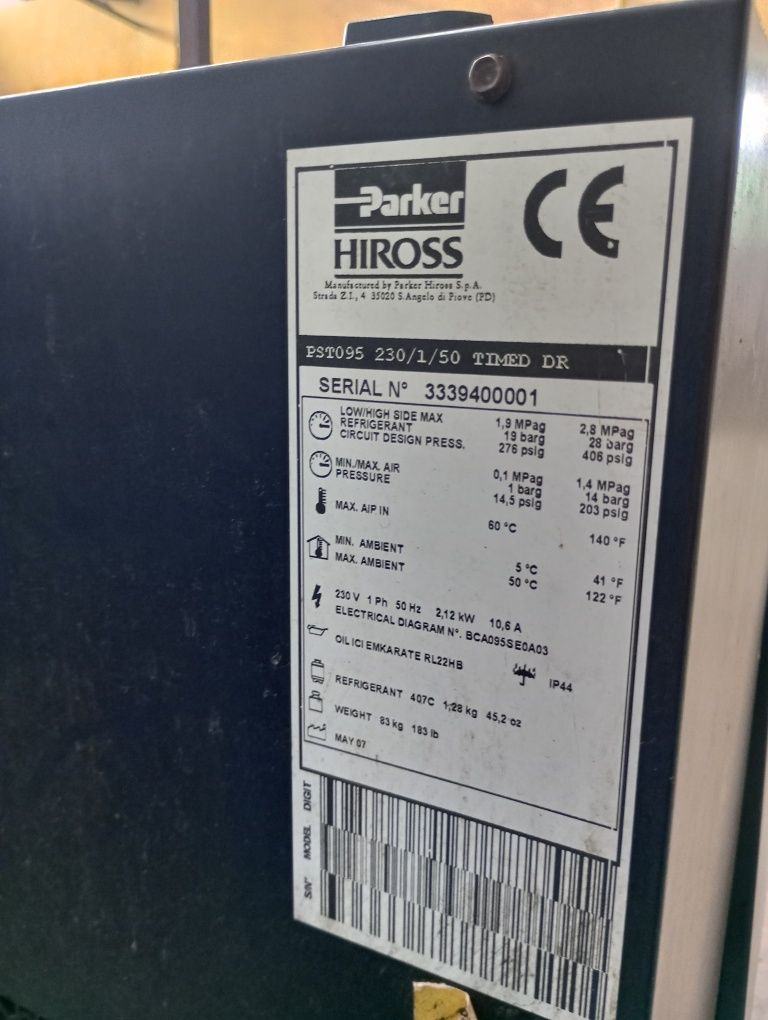 Parker
HIROSS
CE
Manufactured by Parker Hiross S.p.A.
Strada Z.I., 4 35020 S.Angelo di Piove (PD)
PST095 230/1/50 TIMED DR
SERIAL N° 3339400001
LOW/HIGH SIDE MAX 1,9 MPag 2,8 MPag
REFRIGERANT 19 barg 28 barg
CIRCUIT DESIGN PRESS. 276 psig 406 psig
MIN./MAX. AIR 0,1 MPag 1,4 MPag
PRESSURE 1 barg 14 barg
14,5 psig 203 psig
MAX. AIP IN 60 °C 140 °F
MIN. AMBIENT 5 °C 41 °F
MAX. AMBIENT 50 °C 122 °F
230 V 1 Ph 50 Hz 2,12 kW 10,6 A
ELECTRICAL DIAGRAM N°. BCA095SE0A03
OIL ICI EMKARATE RL22HB IP44
REFRIGERANT 407C 1,28 kg 45,2 oz
WEIGHT 83 kg 183 lb
MAY 07
S/N° MODEL DIGIT